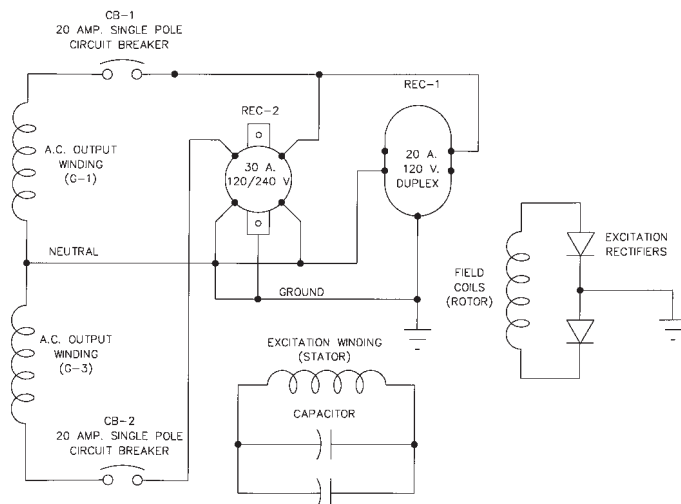 CB-1
20 AMP. SINGLE POLE
CIRCUIT BREAKER
REC-1
REC-2
A.C. OUTPUT
WINDING
(G-1)
30 A.
120/240 V
20 A.
120 V.
DUPLEX
NEUTRAL
GROUND
FIELD
COILS
(ROTOR)
EXCITATION
RECTIFIERS
A.C. OUTPUT
WINDING
(G-3)
EXCITATION WINDING
(STATOR)
CAPACITOR
CB-2
20 AMP. SINGLE POLE
CIRCUIT BREAKER